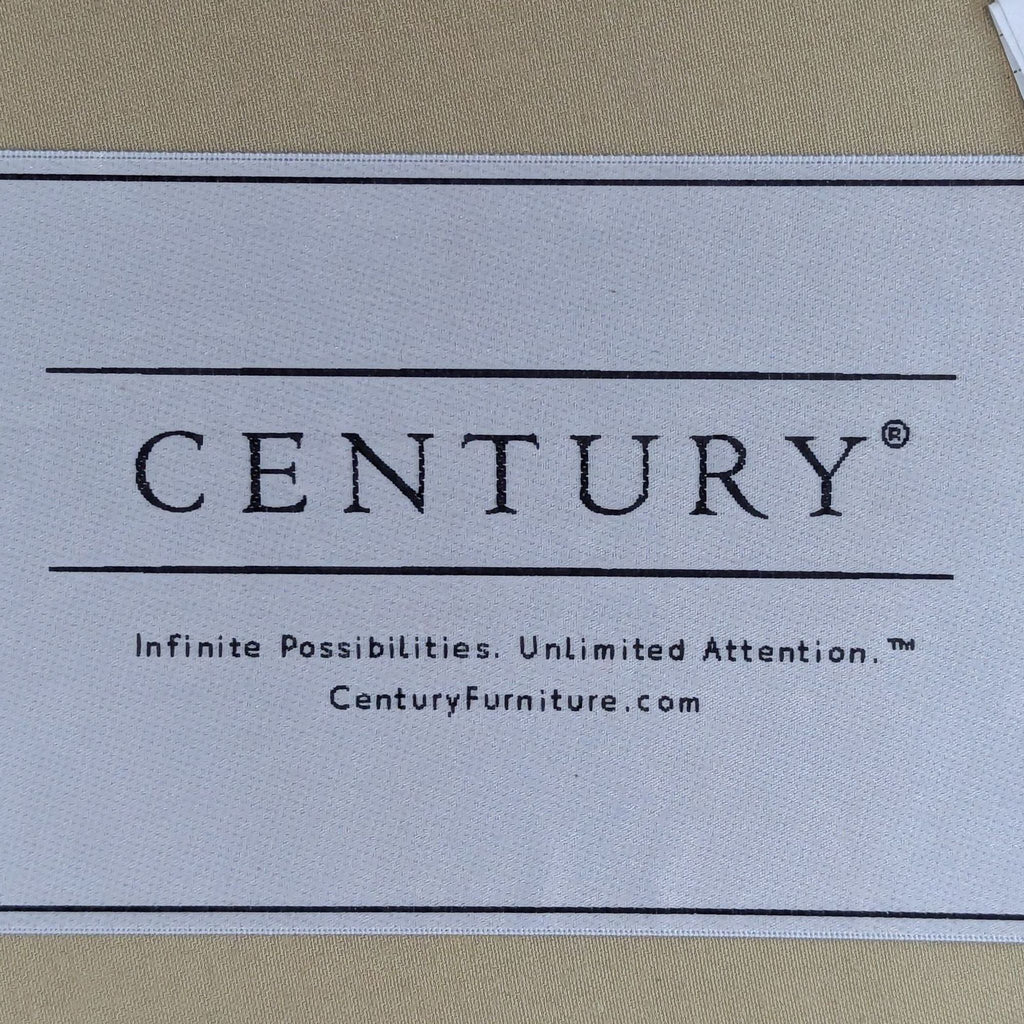 CENTURY®
Infinite Possibilities. Unlimited Attention.™
CenturyFurniture.com